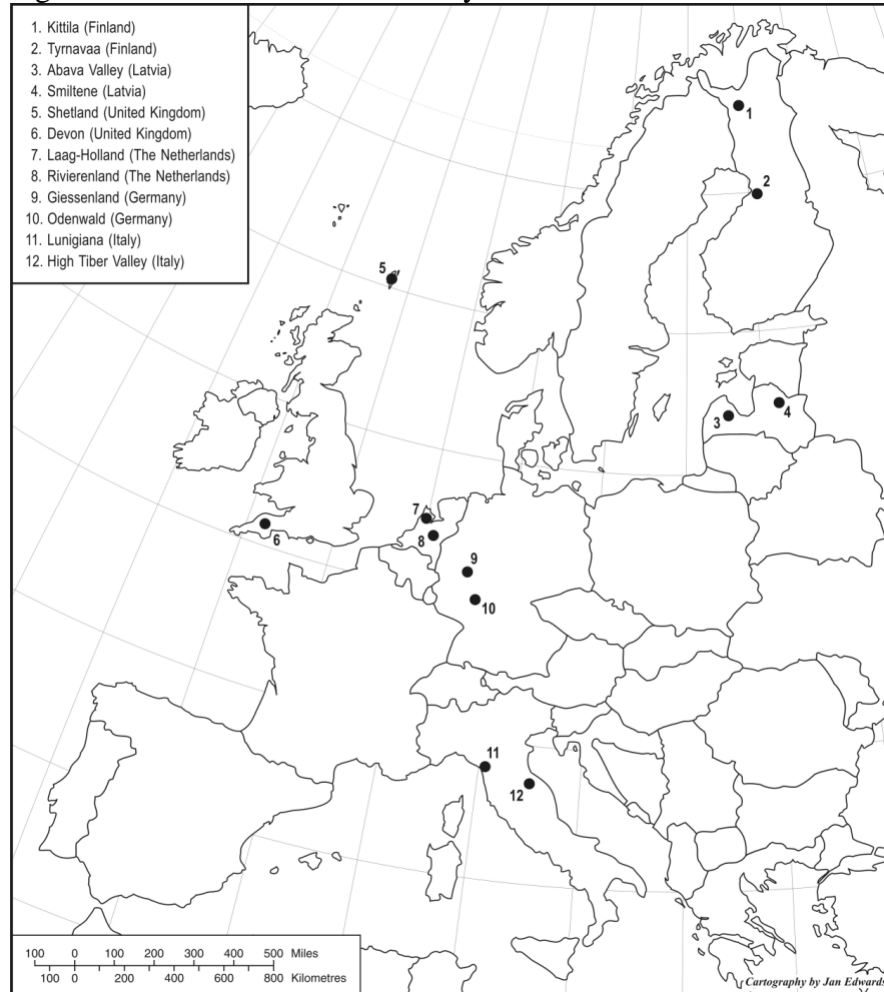 1. Kittila (Finland)
2. Tyrnavaa (Finland)
3. Abava Valley (Latvia)
4. Smiltene (Latvia)
5. Shetland (United Kingdom)
6. Devon (United Kingdom)
7. Laag-Holland (The Netherlands)
8. Rivierenland (The Netherlands)
9. Giessenland (Germany)
10. Odenwald (Germany)
11. Lunigiana (Italy)
12. High Tiber Valley (Italy)
1
2
5
3
4
7
6
8
9
10
11
12
100 0 100 200 300 400 500 Miles
100 0 200 400 600 800 Kilometres
Cartography by Jan Edwards